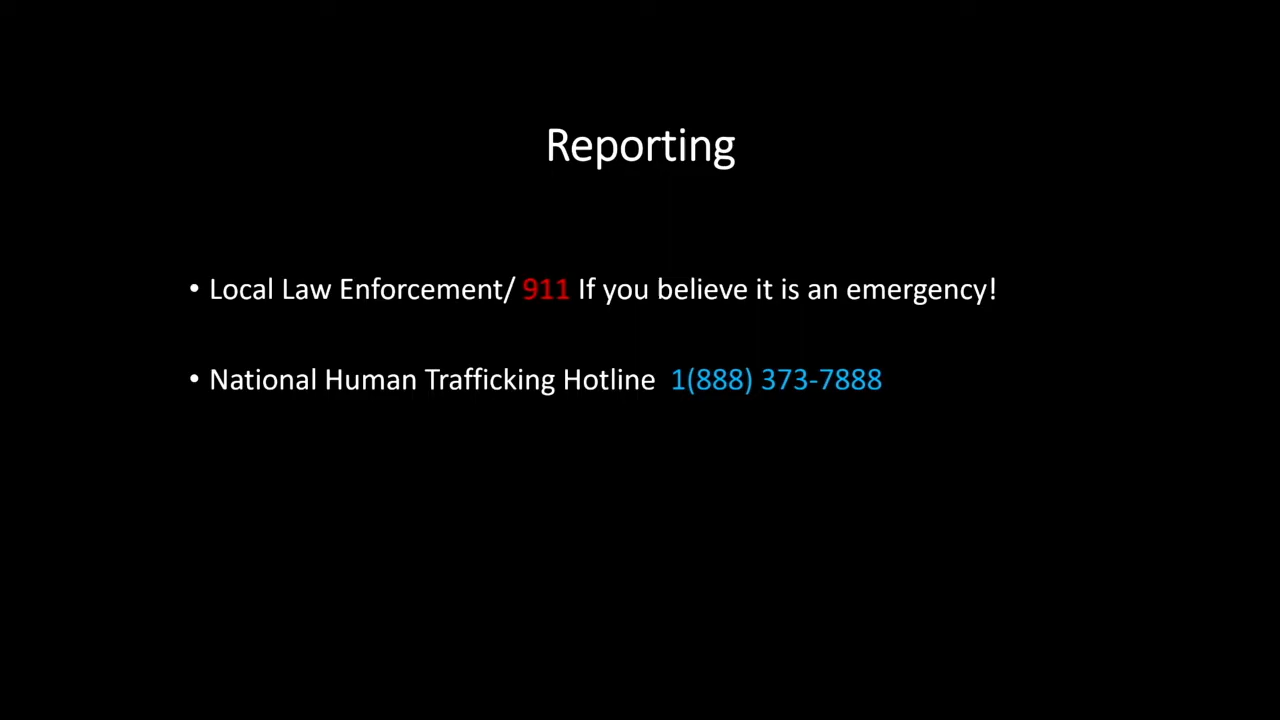 Reporting
• Local Law Enforcement/ 911 If you believe it is an emergency!
• National Human Trafficking Hotline 1(888) 373-7888